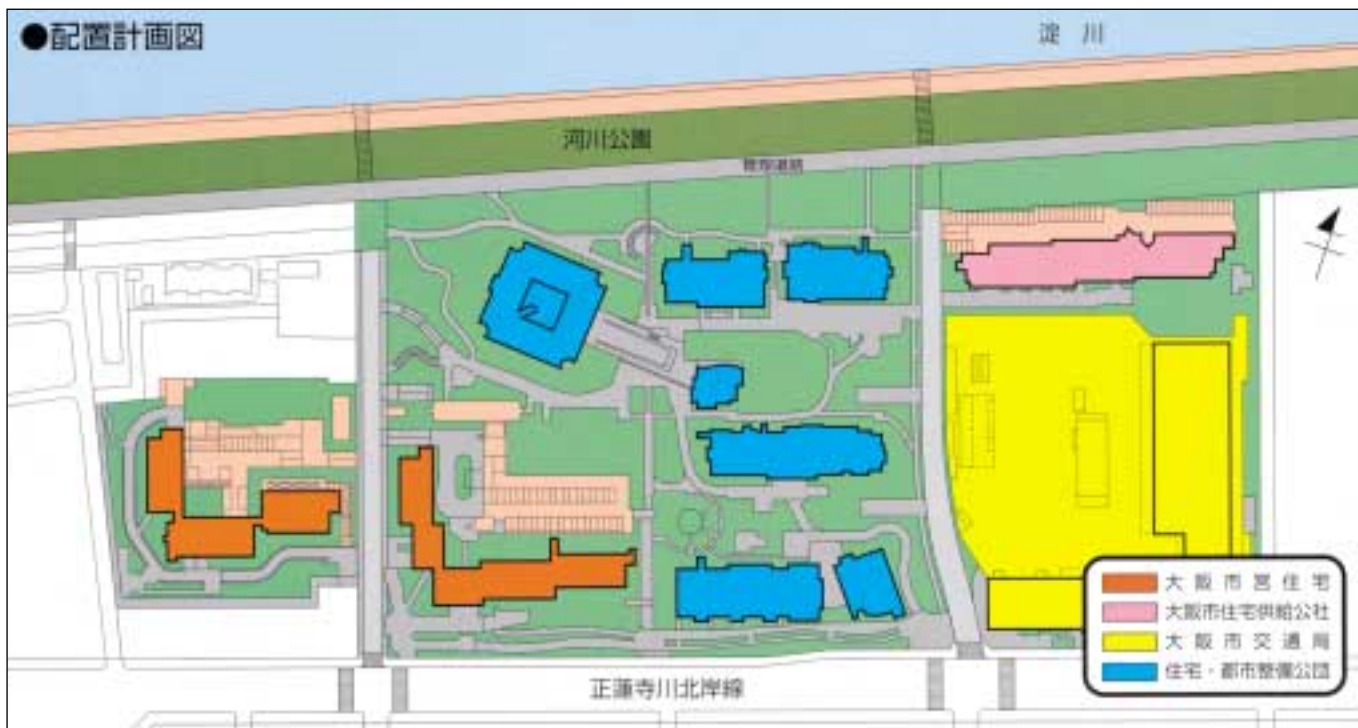 ●配置計画図
淀川
河川公園
管理道路
正蓮寺川北岸線
大阪市営住宅
大阪市住宅供給公社
大阪市交通局
住宅・都市整備公団